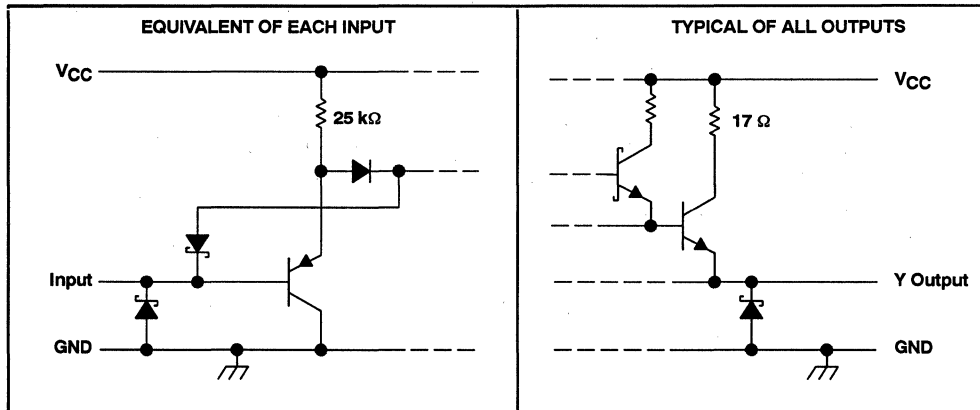 EQUIVALENT OF EACH INPUT
VCC
25 kΩ
Input
GND
TYPICAL OF ALL OUTPUTS
VCC
17 Ω
Y Output
GND